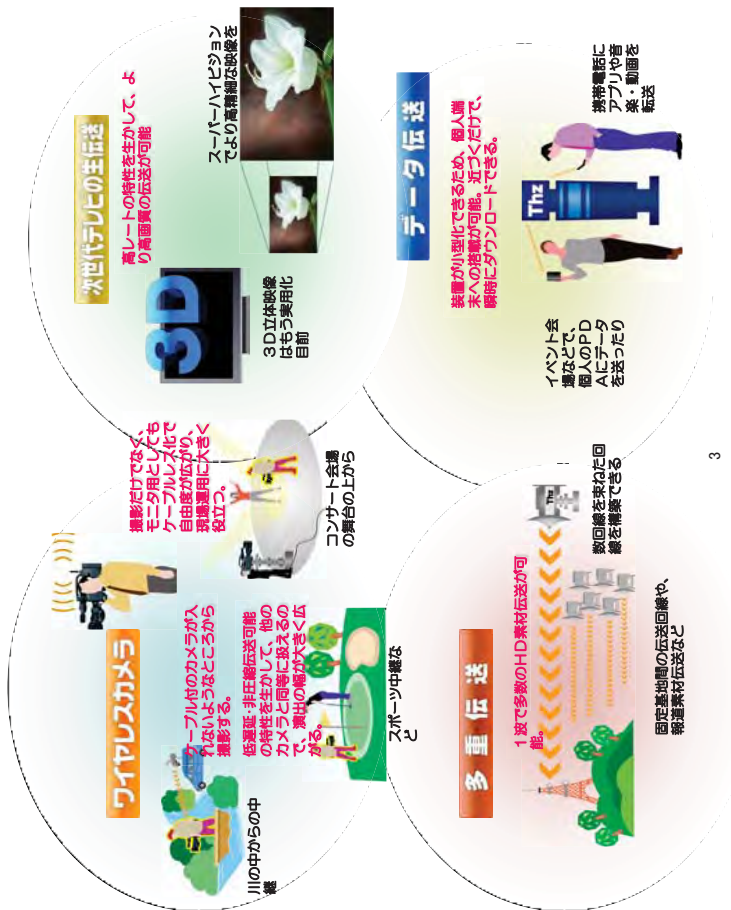 ワイヤレスカメラ
ケーブル付のカメラが入
れないようなところから
撮影する。
低遅延・非圧縮伝送可能
の特性を生かして、他の
カメラと同等に扱えるの
で、演出の幅が大きく広
がる。
川の中からの中
継
スポーツ中継な
ど
撮影だけでなく、
モニタ用としても
ケーブルレス化で
自由度が広がり、
現場運用に大きく
役立つ。
コンサート会場
の舞台の上から
次世代テレビの生伝送
高レートの特性を生かして、よ
り高画質の伝送が可能
3D
3D立体映像
はもう実用化
目前
スーパーハイビジョン
でより高精細な映像を
多重伝送
1波で多数のHD素材伝送が可
能。
Thz
数回線を束ねた回
線を構築できる
固定基地間の伝送回線や、
報道素材伝送など
データ伝送
装置が小型化できるため、個人端
末への搭載が可能。近づくだけで、
瞬時にダウンロードできる。
Thz
イベント会
場などで、
個人のPD
Aにデータ
を送ったり
携帯電話に
アプリや音
楽・動画を
転送
3